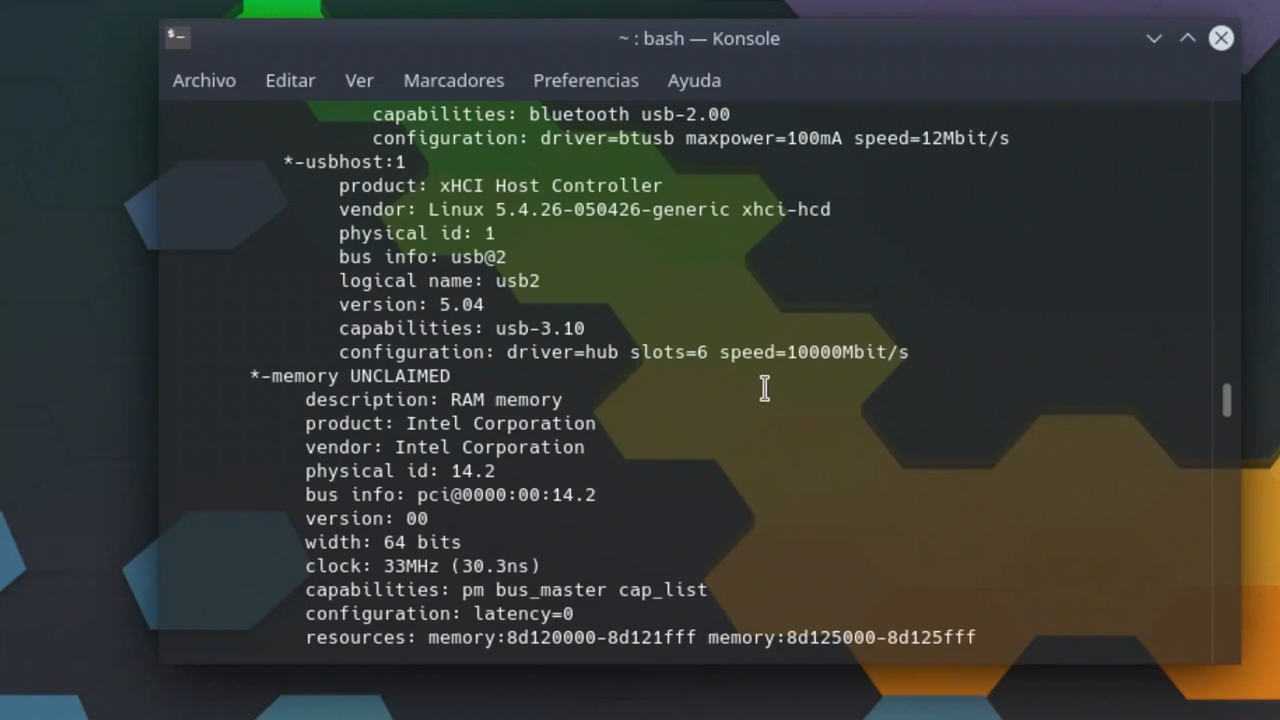 ~ : bash — Konsole
Archivo Editar Ver Marcadores Preferencias Ayuda
capabilities: bluetooth usb-2.00
configuration: driver=btusb maxpower=100mA speed=12Mbit/s
*-usbhost:1
product: xHCI Host Controller
vendor: Linux 5.4.26-050426-generic xhci-hcd
physical id: 1
bus info: usb@2
logical name: usb2
version: 5.04
capabilities: usb-3.10
configuration: driver=hub slots=6 speed=10000Mbit/s
*-memory UNCLAIMED
description: RAM memory
product: Intel Corporation
vendor: Intel Corporation
physical id: 14.2
bus info: pci@0000:00:14.2
version: 00
width: 64 bits
clock: 33MHz (30.3ns)
capabilities: pm bus_master cap_list
configuration: latency=0
resources: memory:8d120000-8d121fff memory:8d125000-8d125fff